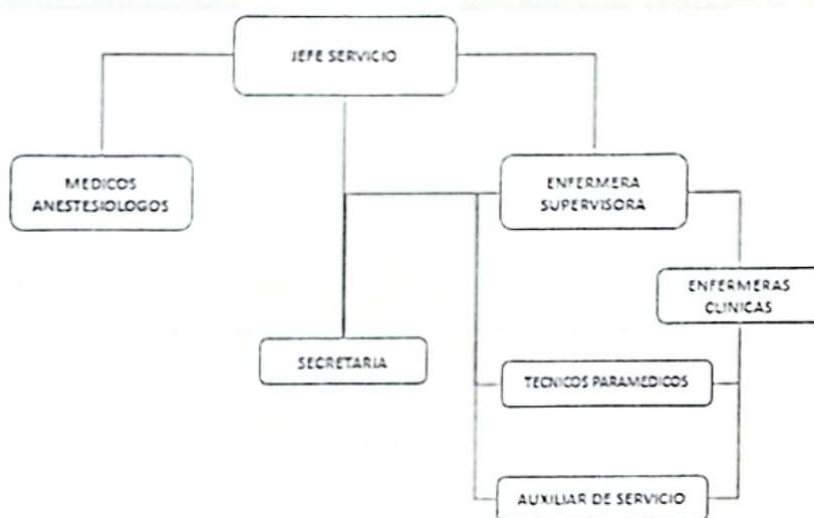 JEFE SERVICIO
MEDICOS
ANESTESIOLOGOS
ENFERMERA
SUPERVISORA
ENFERMERAS
CLINICAS
SECRETARIA
TECNICOS PARAMEDICOS
AUXILIAR DE SERVICIO